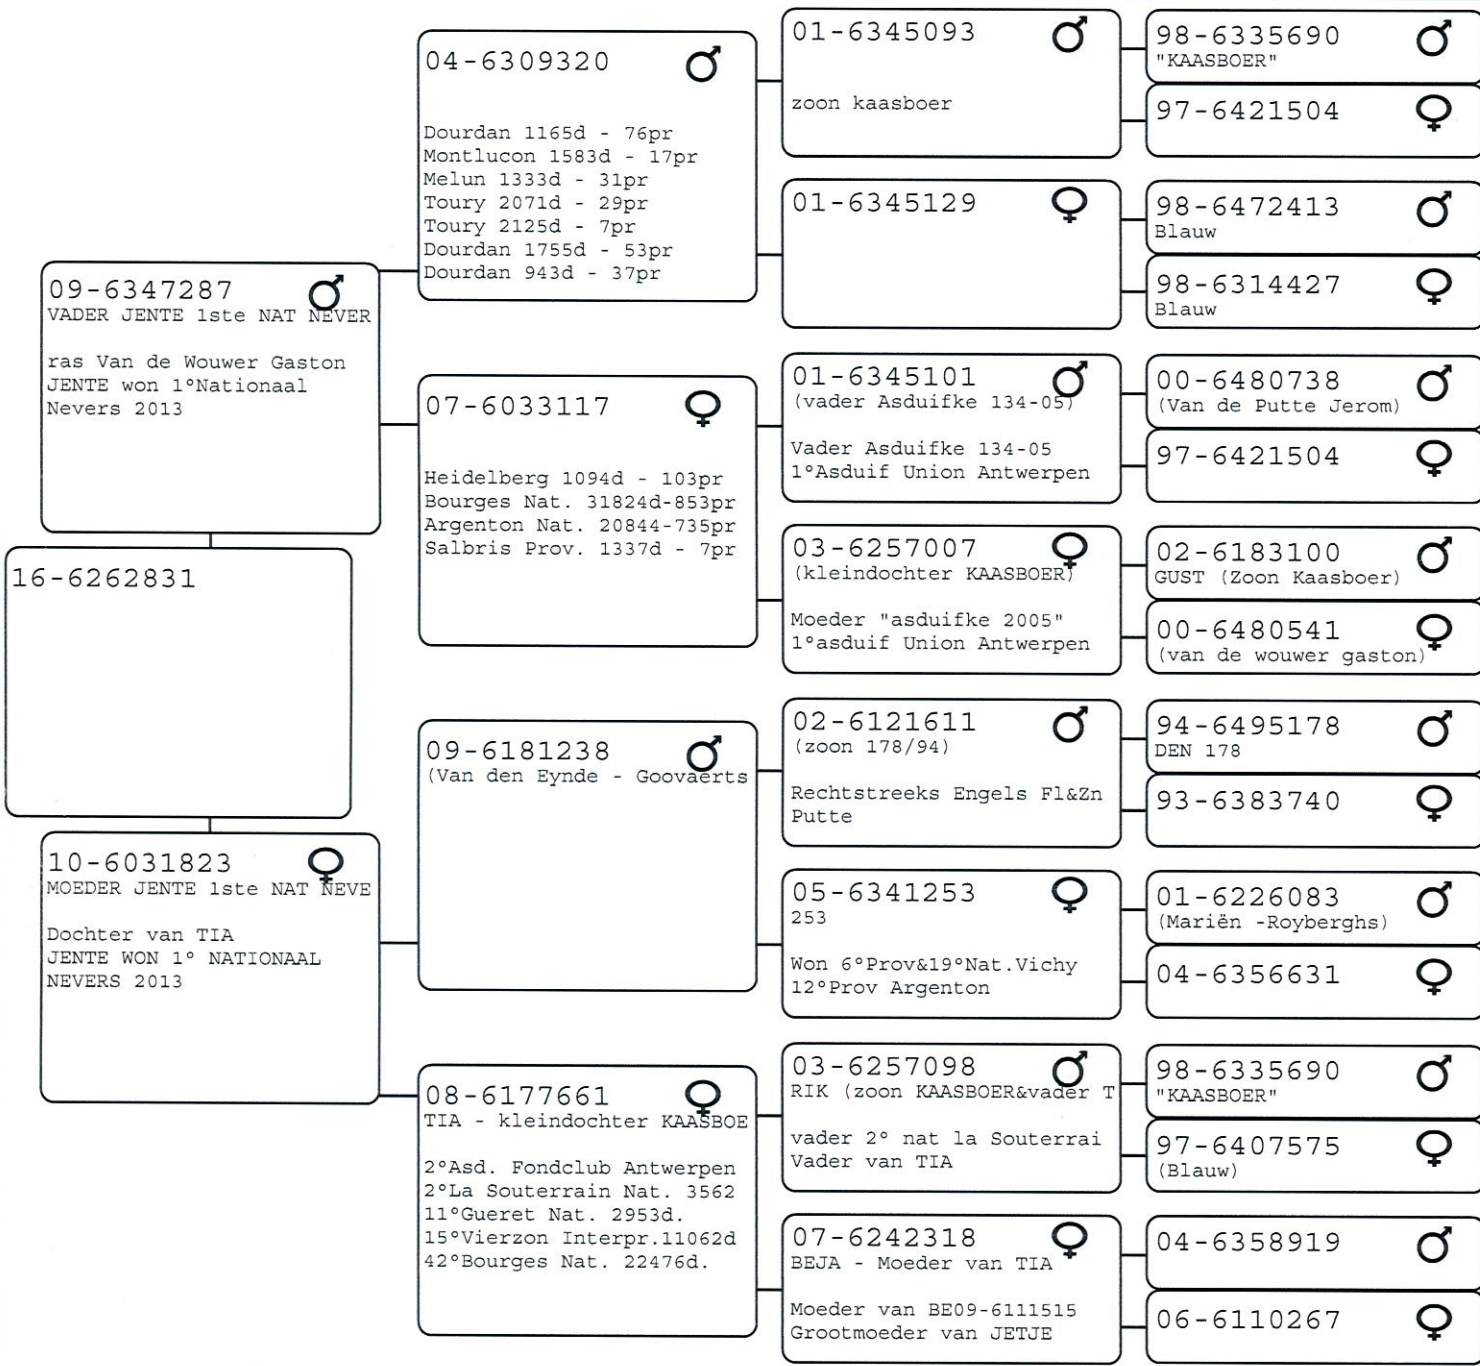 16-6262831
09-6347287
VADER JENTE 1ste NAT NEVER
ras Van de Wouwer Gaston
JENTE won 1°Nationaal
Nevers 2013
10-6031823
MOEDER JENTE 1ste NAT NEVE
Dochter van TIA
JENTE WON 1° NATIONAAL
NEVERS 2013
04-6309320
Dourdan 1165d - 76pr
Montlucon 1583d - 17pr
Melun 1333d - 31pr
Toury 2071d - 29pr
Toury 2125d - 7pr
Dourdan 1755d - 53pr
Dourdan 943d - 37pr
07-6033117
Heidelberg 1094d - 103pr
Bourges Nat. 31824d-853pr
Argenton Nat. 20844-735pr
Salbris Prov. 1337d - 7pr
09-6181238
(Van den Eynde - Goovaerts
08-6177661
TIA - kleindochter KAASBOE
2°Asd. Fondclub Antwerpen
2°La Souterrain Nat. 3562
11°Gueret Nat. 2953d.
15°Vierzon Interpr.11062d
42°Bourges Nat. 22476d.
01-6345093
zoon kaasboer
01-6345129
01-6345101
(vader Asduifke 134-05)
Vader Asduifke 134-05
1°Asduif Union Antwerpen
03-6257007
(kleindochter KAASBOER)
Moeder "asduifke 2005"
1°asduif Union Antwerpen
02-6121611
(zoon 178/94)
Rechtstreeks Engels Fl&Zn
Putte
05-6341253
253
Won 6°Prov&19°Nat.Vichy
12°Prov Argenton
03-6257098
RIK (zoon KAASBOER&vader T
vader 2° nat la Souterrai
Vader van TIA
07-6242318
BEJA - Moeder van TIA
Moeder van BE09-6111515
Grootmoeder van JETJE
98-6335690
"KAASBOER"
97-6421504
98-6472413
Blauw
98-6314427
Blauw
00-6480738
(Van de Putte Jerom)
97-6421504
02-6183100
GUST (Zoon Kaasboer)
00-6480541
(van de wouwer gaston)
94-6495178
DEN 178
93-6383740
01-6226083
(Mariën -Royberghs)
04-6356631
98-6335690
"KAASBOER"
97-6407575
(Blauw)
04-6358919
06-6110267